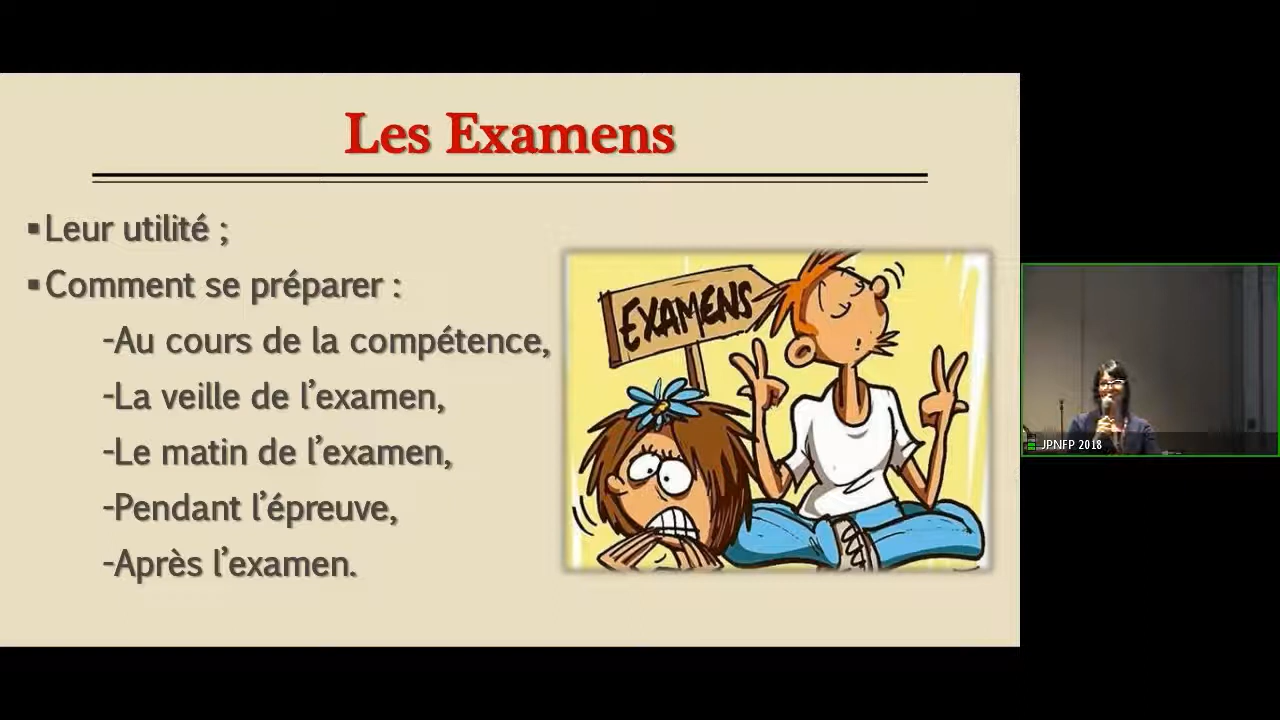 Les Examens
▪Leur utilité ;
▪Comment se préparer :
-Au cours de la compétence,
-La veille de l’examen,
-Le matin de l’examen,
-Pendant l’épreuve,
-Après l’examen.
EXAMENS
JPNFP 2018